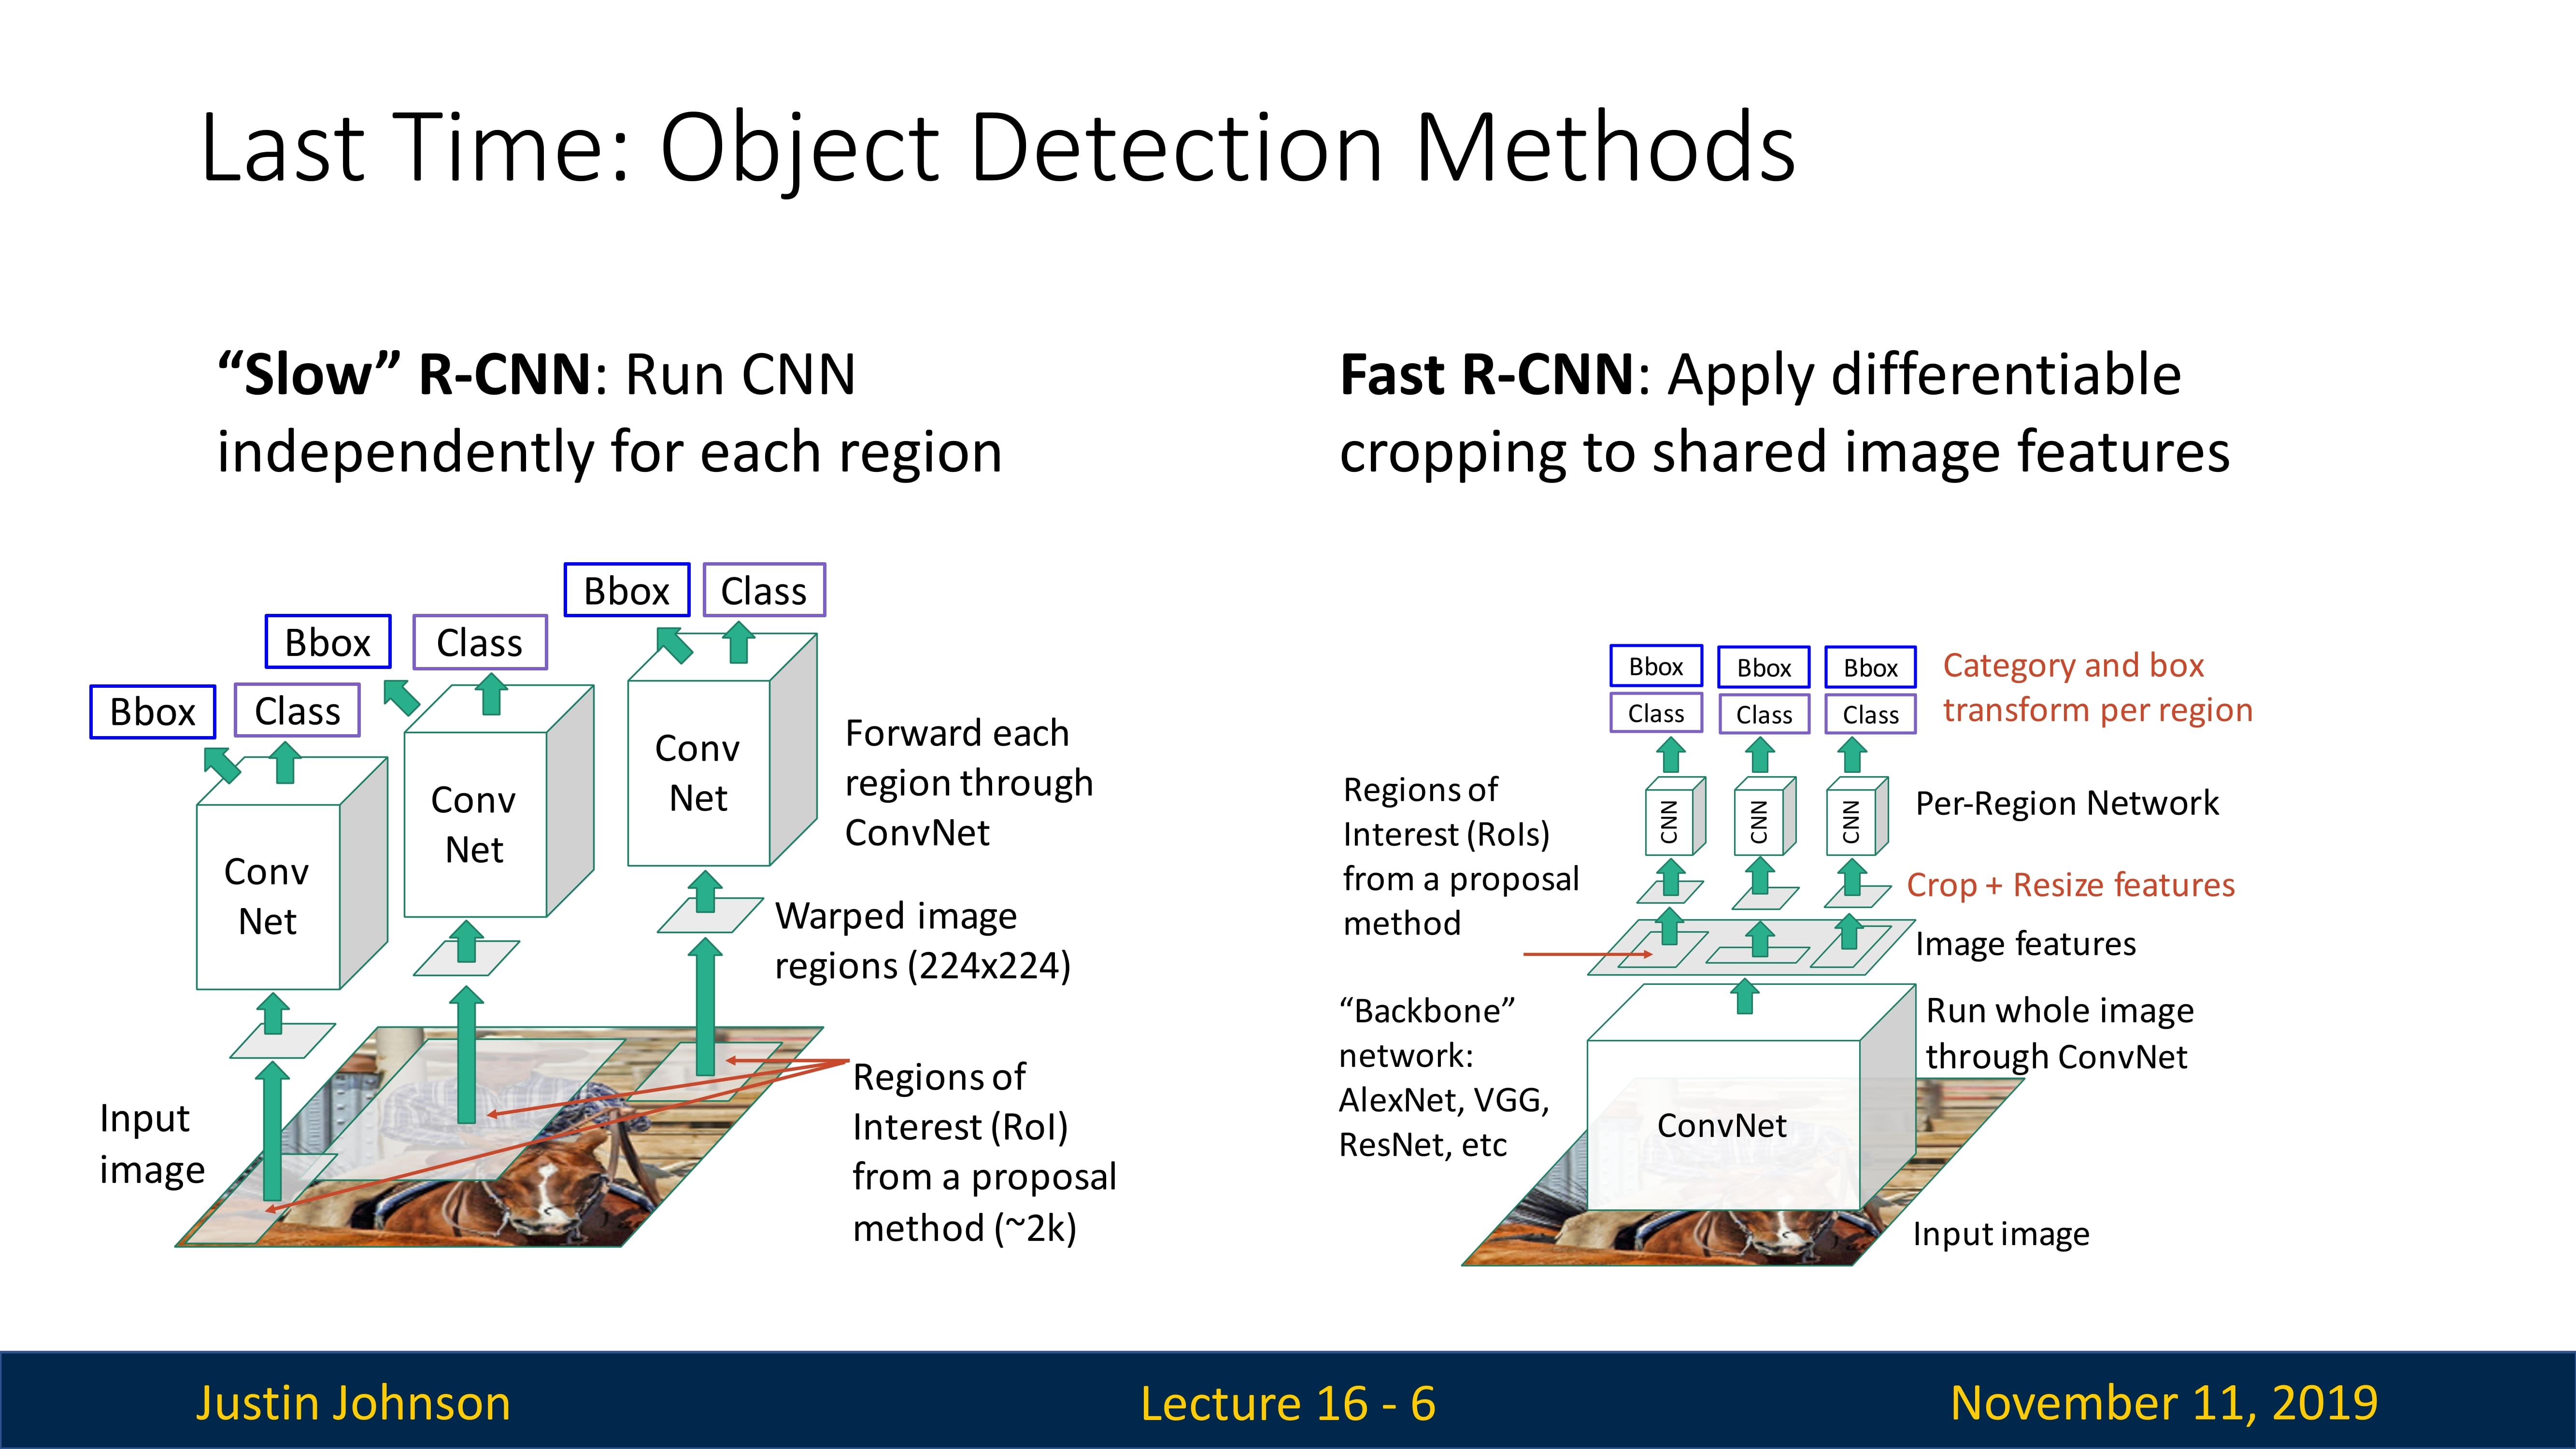 Last Time: Object Detection Methods
“Slow” R-CNN: Run CNN
independently for each region
Bbox
Class
Bbox
Class
Bbox
Class
Conv
Net
Conv
Net
Conv
Net
Forward each
region through
ConvNet
Warped image
regions (224x224)
Input
image
Regions of
Interest (RoI)
from a proposal
method (~2k)
Fast R-CNN: Apply differentiable
cropping to shared image features
Bbox
Bbox
Bbox
Class
Class
Class
Category and box
transform per region
CNN
CNN
CNN
Per-Region Network
Regions of
Interest (RoIs)
from a proposal
method
Crop + Resize features
Image features
“Backbone”
network:
AlexNet, VGG,
ResNet, etc
Run whole image
through ConvNet
ConvNet
Input image
Justin Johnson
Lecture 16 - 6
November 11, 2019